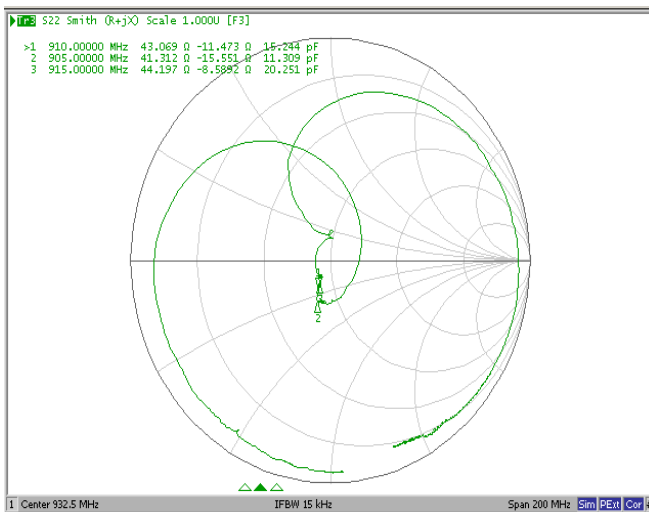 Tr3 S22 Smith (R+jX) Scale 1.000U [F3]
>1 910.00000 MHz 43.069 Ω -11.473 Ω 15.244 pF
2 905.00000 MHz 41.312 Ω -15.551 Ω 11.309 pF
3 915.00000 MHz 44.197 Ω -8.5892 Ω 20.251 pF
2
1 Center 932.5 MHz IFBW 15 kHz Span 200 MHz Sim PExt Cor